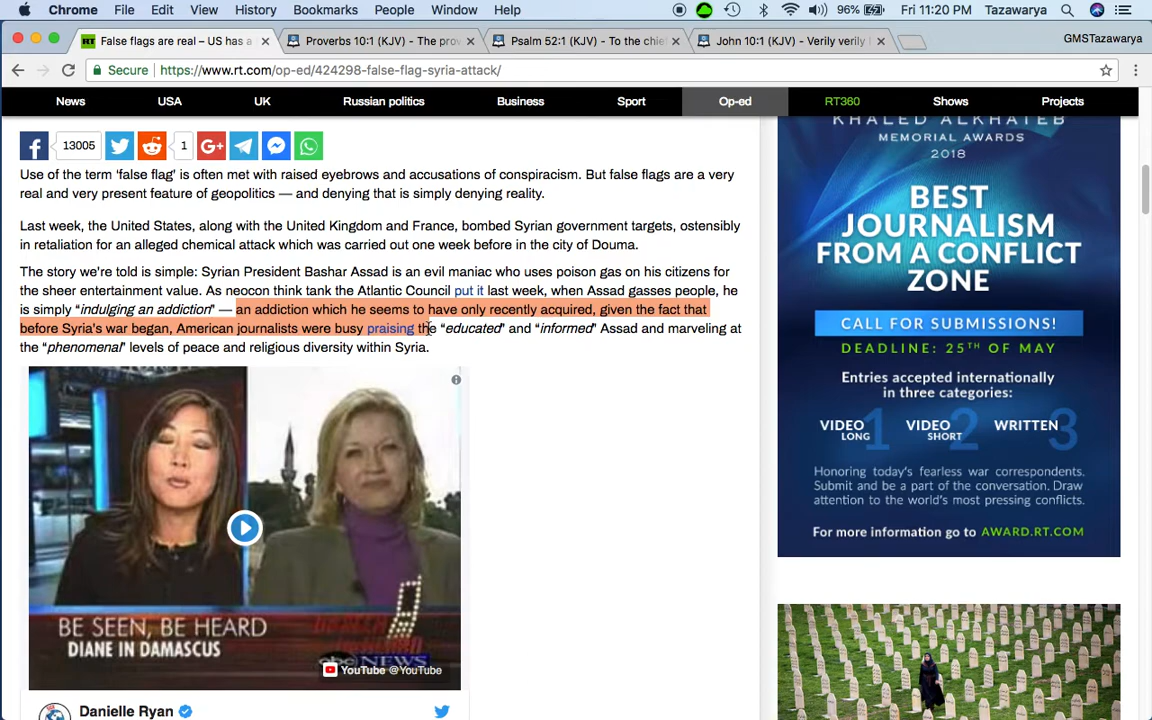 Chrome File Edit View History Bookmarks People Window Help 96% Fri 11:20 PM Tazawarya
RT False flags are real – US has a × Proverbs 10:1 (KJV) - The prov × Psalm 52:1 (KJV) - To the chie × John 10:1 (KJV) - Verily verily × GMSTazawarya
Secure https://www.rt.com/op-ed/424298-false-flag-syria-attack/
News USA UK Russian politics Business Sport Op-ed RT360 Shows Projects
13005 1
Use of the term ‘false flag’ is often met with raised eyebrows and accusations of conspiracism. But false flags are a very
real and very present feature of geopolitics — and denying that is simply denying reality.
Last week, the United States, along with the United Kingdom and France, bombed Syrian government targets, ostensibly
in retaliation for an alleged chemical attack which was carried out one week before in the city of Douma.
The story we’re told is simple: Syrian President Bashar Assad is an evil maniac who uses poison gas on his citizens for
the sheer entertainment value. As neocon think tank the Atlantic Council put it last week, when Assad gasses people, he
is simply “indulging an addiction” — an addiction which he seems to have only recently acquired, given the fact that
before Syria's war began, American journalists were busy praising the “educated” and “informed” Assad and marveling at
the “phenomenal” levels of peace and religious diversity within Syria.
BE SEEN, BE HEARD
DIANE IN DAMASCUS
abc NEWS
YouTube @YouTube
Danielle Ryan
KHALED ALKHATEB
MEMORIAL AWARDS
2018
BEST
JOURNALISM
FROM A CONFLICT
ZONE
CALL FOR SUBMISSIONS!
DEADLINE: 25TH OF MAY
Entries accepted internationally
in three categories:
VIDEO LONG 1 VIDEO SHORT 2 WRITTEN 3
Honoring today's fearless war correspondents.
Submit and be a part of the conversation. Draw
attention to the world's most pressing conflicts.
For more information go to AWARD.RT.COM